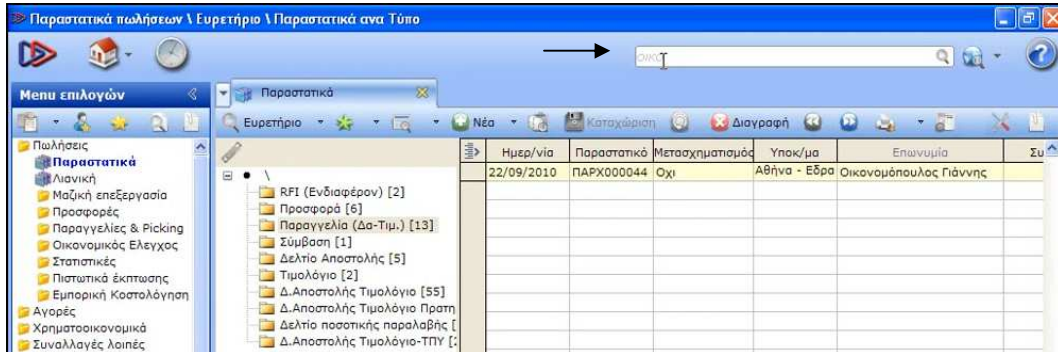 Παραστατικά πωλήσεων \ Ευρετήριο \ Παραστατικά ανα Τύπο
οικο
Menu επιλογών
Παραστατικά
Ευρετήριο Νέα Καταχώριση Διαγραφή
Πωλήσεις
Παραστατικά
Λιανική
Μαζική επεξεργασία
Προσφορές
Παραγγελίες & Picking
Οικονομικός Ελεγχος
Στατιστικές
Πιστωτικά έκπτωσης
Εμπορική Κοστολόγηση
Αγορές
Χρηματοοικονομικά
Συναλλαγές λοιπές
\
RFI (Ενδιαφέρον) [2]
Προσφορά [6]
Παραγγελία (Δα-Τιμ.) [13]
Σύμβαση [1]
Δελτίο Αποστολής [5]
Τιμολόγιο [2]
Δ.Αποστολής Τιμολόγιο [55]
Δ.Αποστολής Τιμολόγιο Πρατη
Δελτίο ποσοτικής παραλαβής [
Δ.Αποστολής Τιμολόγιο-ΤΠΥ [2
Ημερ/νία Παραστατικό Μετασχηματισμός Υποκ/μα Επωνυμία Συ
22/09/2010 ΠΑΡΧ000044 Οχι Αθήνα - Εδρα Οικονομόπουλος Γιάννης